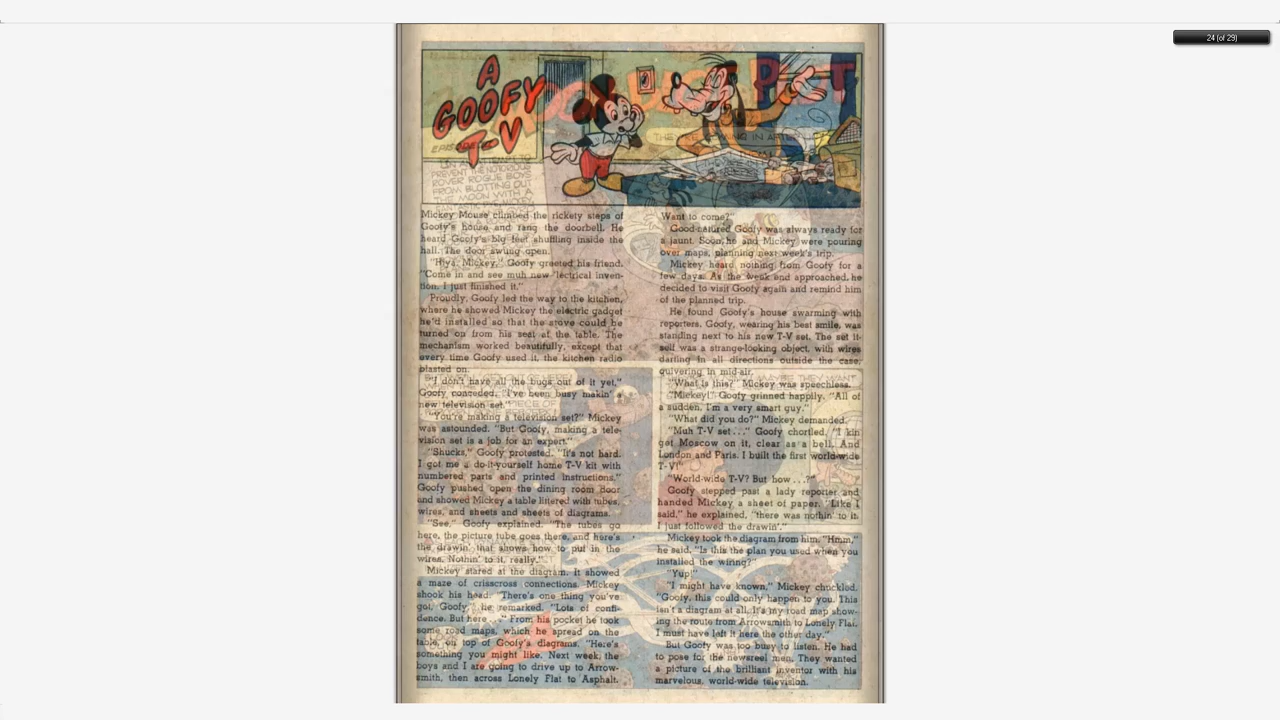 24 (of 29)
A
GOOFY
T-V
Mickey Mouse climbed the rickety steps of
Goofy's house and rang the doorbell. He
heard Goofy's big feet shuffling inside the
hall. The door swung open.
"Hiya, Mickey," Goofy greeted his friend.
"Come in and see muh new 'lectrical inven-
tion. I just finished it."
Proudly, Goofy led the way to the kitchen,
where he showed Mickey the electric gadget
he'd installed so that the stove could be
turned on from his seat at the table. The
mechanism worked beautifully, except that
every time Goofy used it, the kitchen radio
blasted on.
"I don't have all the bugs out of it yet,"
Goofy conceded. "I've been busy makin' a
new television set."
"You're making a television set?" Mickey
was astounded. "But Goofy, making a tele-
vision set is a job for an expert."
"Shucks," Goofy protested. "It's not hard.
I got me a do-it-yourself home T-V kit with
numbered parts and printed instructions."
Goofy pushed open the dining room door
and showed Mickey a table littered with tubes,
wires, and sheets and sheets of diagrams.
"See," Goofy explained. "The tubes go
here, the picture tube goes there, and here's
the drawin' that shows how to put in the
wires. Nothin' to it, really."
Mickey stared at the diagram. It showed
a maze of crisscross connections. Mickey
shook his head. "There's one thing you've
got, Goofy," he remarked. "Lots of confi-
dence. But here . . ." From his pocket he took
some road maps, which he spread on the
table, on top of Goofy's diagrams. "Here's
something you might like. Next week, the
boys and I are going to drive up to Arrow-
smith, then across Lonely Flat to Asphalt.
Want to come?"
Good-natured Goofy was always ready for
a jaunt. Soon, he and Mickey were pouring
over maps, planning next week's trip.
Mickey heard nothing from Goofy for a
few days. As the week end approached, he
decided to visit Goofy again and remind him
of the planned trip.
He found Goofy's house swarming with
reporters. Goofy, wearing his best smile, was
standing next to his new T-V set. The set it-
self was a strange-looking object, with wires
darting in all directions outside the case,
quivering in mid-air.
"What is this?" Mickey was speechless.
"Mickey!" Goofy grinned happily. "All of
a sudden, I'm a very smart guy."
"What did you do?" Mickey demanded.
"Muh T-V set . . ." Goofy chortled, "I kin
get Moscow on it, clear as a bell. And
London and Paris. I built the first world-wide
T-V!"
"World-wide T-V? But how . . .?"
Goofy stepped past a lady reporter and
handed Mickey a sheet of paper. "Like I
said," he explained, "there was nothin' to it.
I just followed the drawin'."
Mickey took the diagram from him. "Hmm,"
he said. "Is this the plan you used when you
installed the wiring?"
"Yup!"
"I might have known," Mickey chuckled.
"Goofy, this could only happen to you. This
isn't a diagram at all. It's my road map show-
ing the route from Arrowsmith to Lonely Flat.
I must have left it here the other day."
But Goofy was too busy to listen. He had
to pose for the newsreel men. They wanted
a picture of the brilliant inventor with his
marvelous, world-wide television.